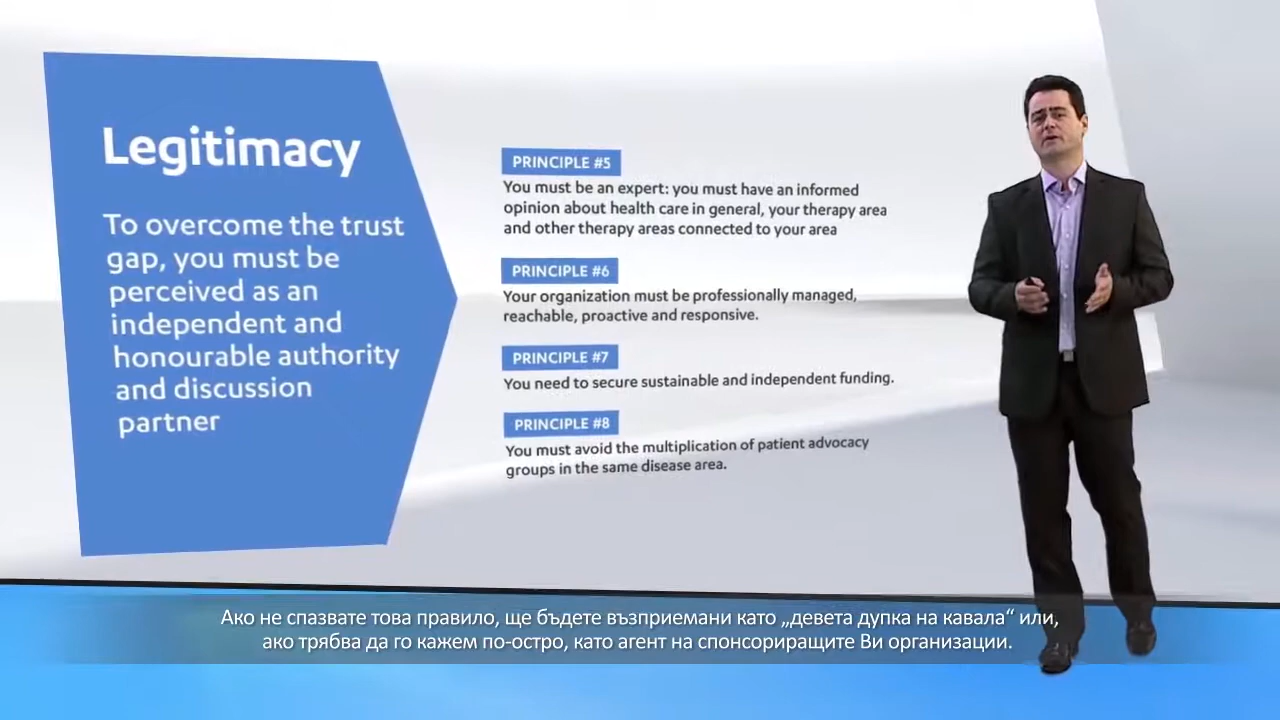 Legitimacy
To overcome the trust
gap, you must be
perceived as an
independent and
honourable authority
and discussion
partner
PRINCIPLE #5
You must be an expert: you must have an informed
opinion about health care in general, your therapy area
and other therapy areas connected to your area
PRINCIPLE #6
Your organization must be professionally managed,
reachable, proactive and responsive.
PRINCIPLE #7
You need to secure sustainable and independent funding.
PRINCIPLE #8
You must avoid the multiplication of patient advocacy
groups in the same disease area.
Ако не спазвате това правило, ще бъдете възприемани като „девета дупка на кавала“ или,
ако трябва да го кажем по-остро, като агент на спонсориращите Ви организации.